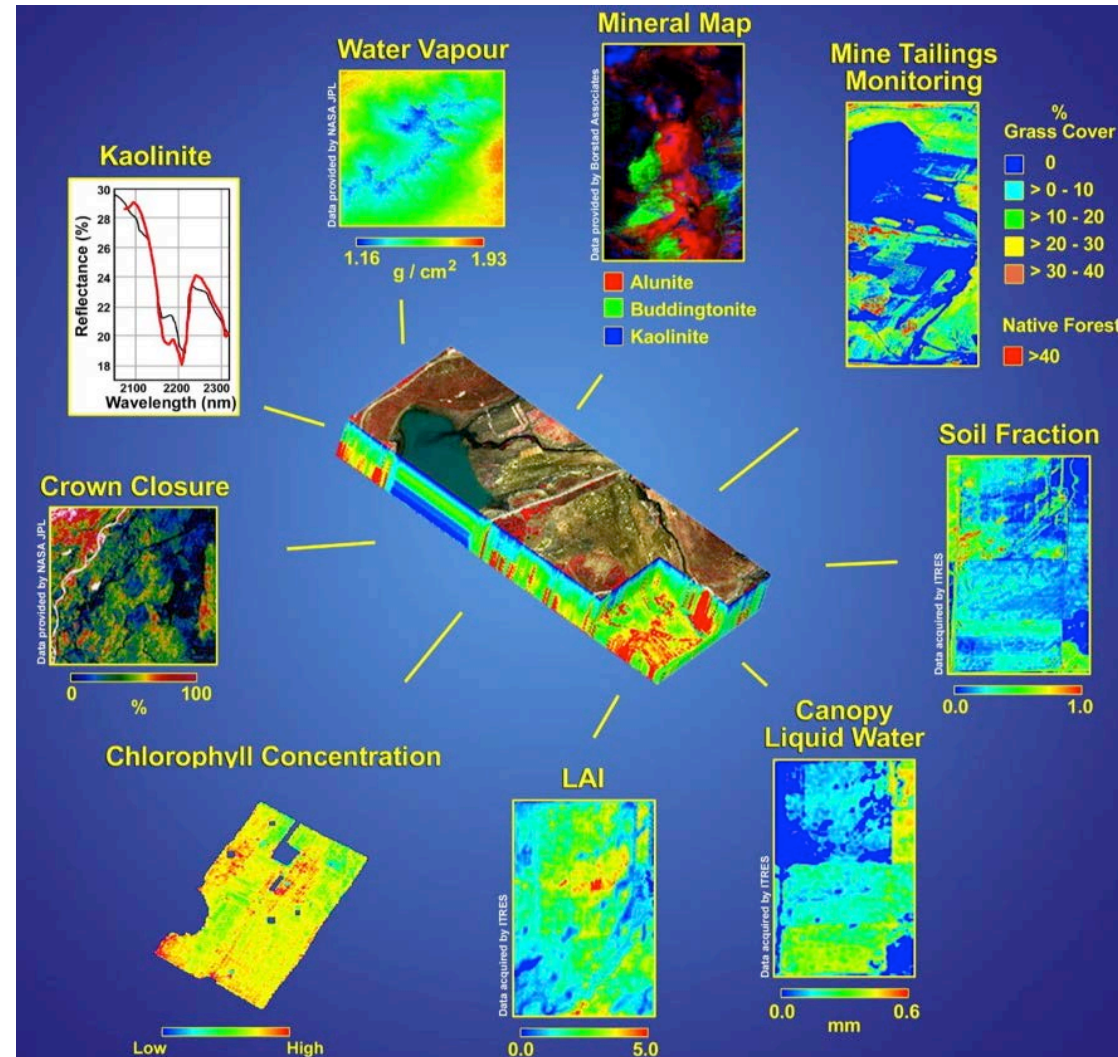 Water Vapour
Data provided by NASA JPL
1.16 1.93
g / cm²
Mineral Map
Data provided by Borstad Associates
Alunite
Buddingtonite
Kaolinite
Mine Tailings
Monitoring
%
Grass Cover
0
> 0 - 10
> 10 - 20
> 20 - 30
> 30 - 40
Native Forest
>40
Kaolinite
Reflectance (%)
30
28
26
24
22
20
18
2100 2200 2300
Wavelength (nm)
Soil Fraction
Data acquired by ITRES
0.0 1.0
Crown Closure
Data provided by NASA JPL
0 100
%
Canopy
Liquid Water
Data acquired by ITRES
0.0 0.6
mm
Chlorophyll Concentration
Low High
LAI
Data acquired by ITRES
0.0 5.0